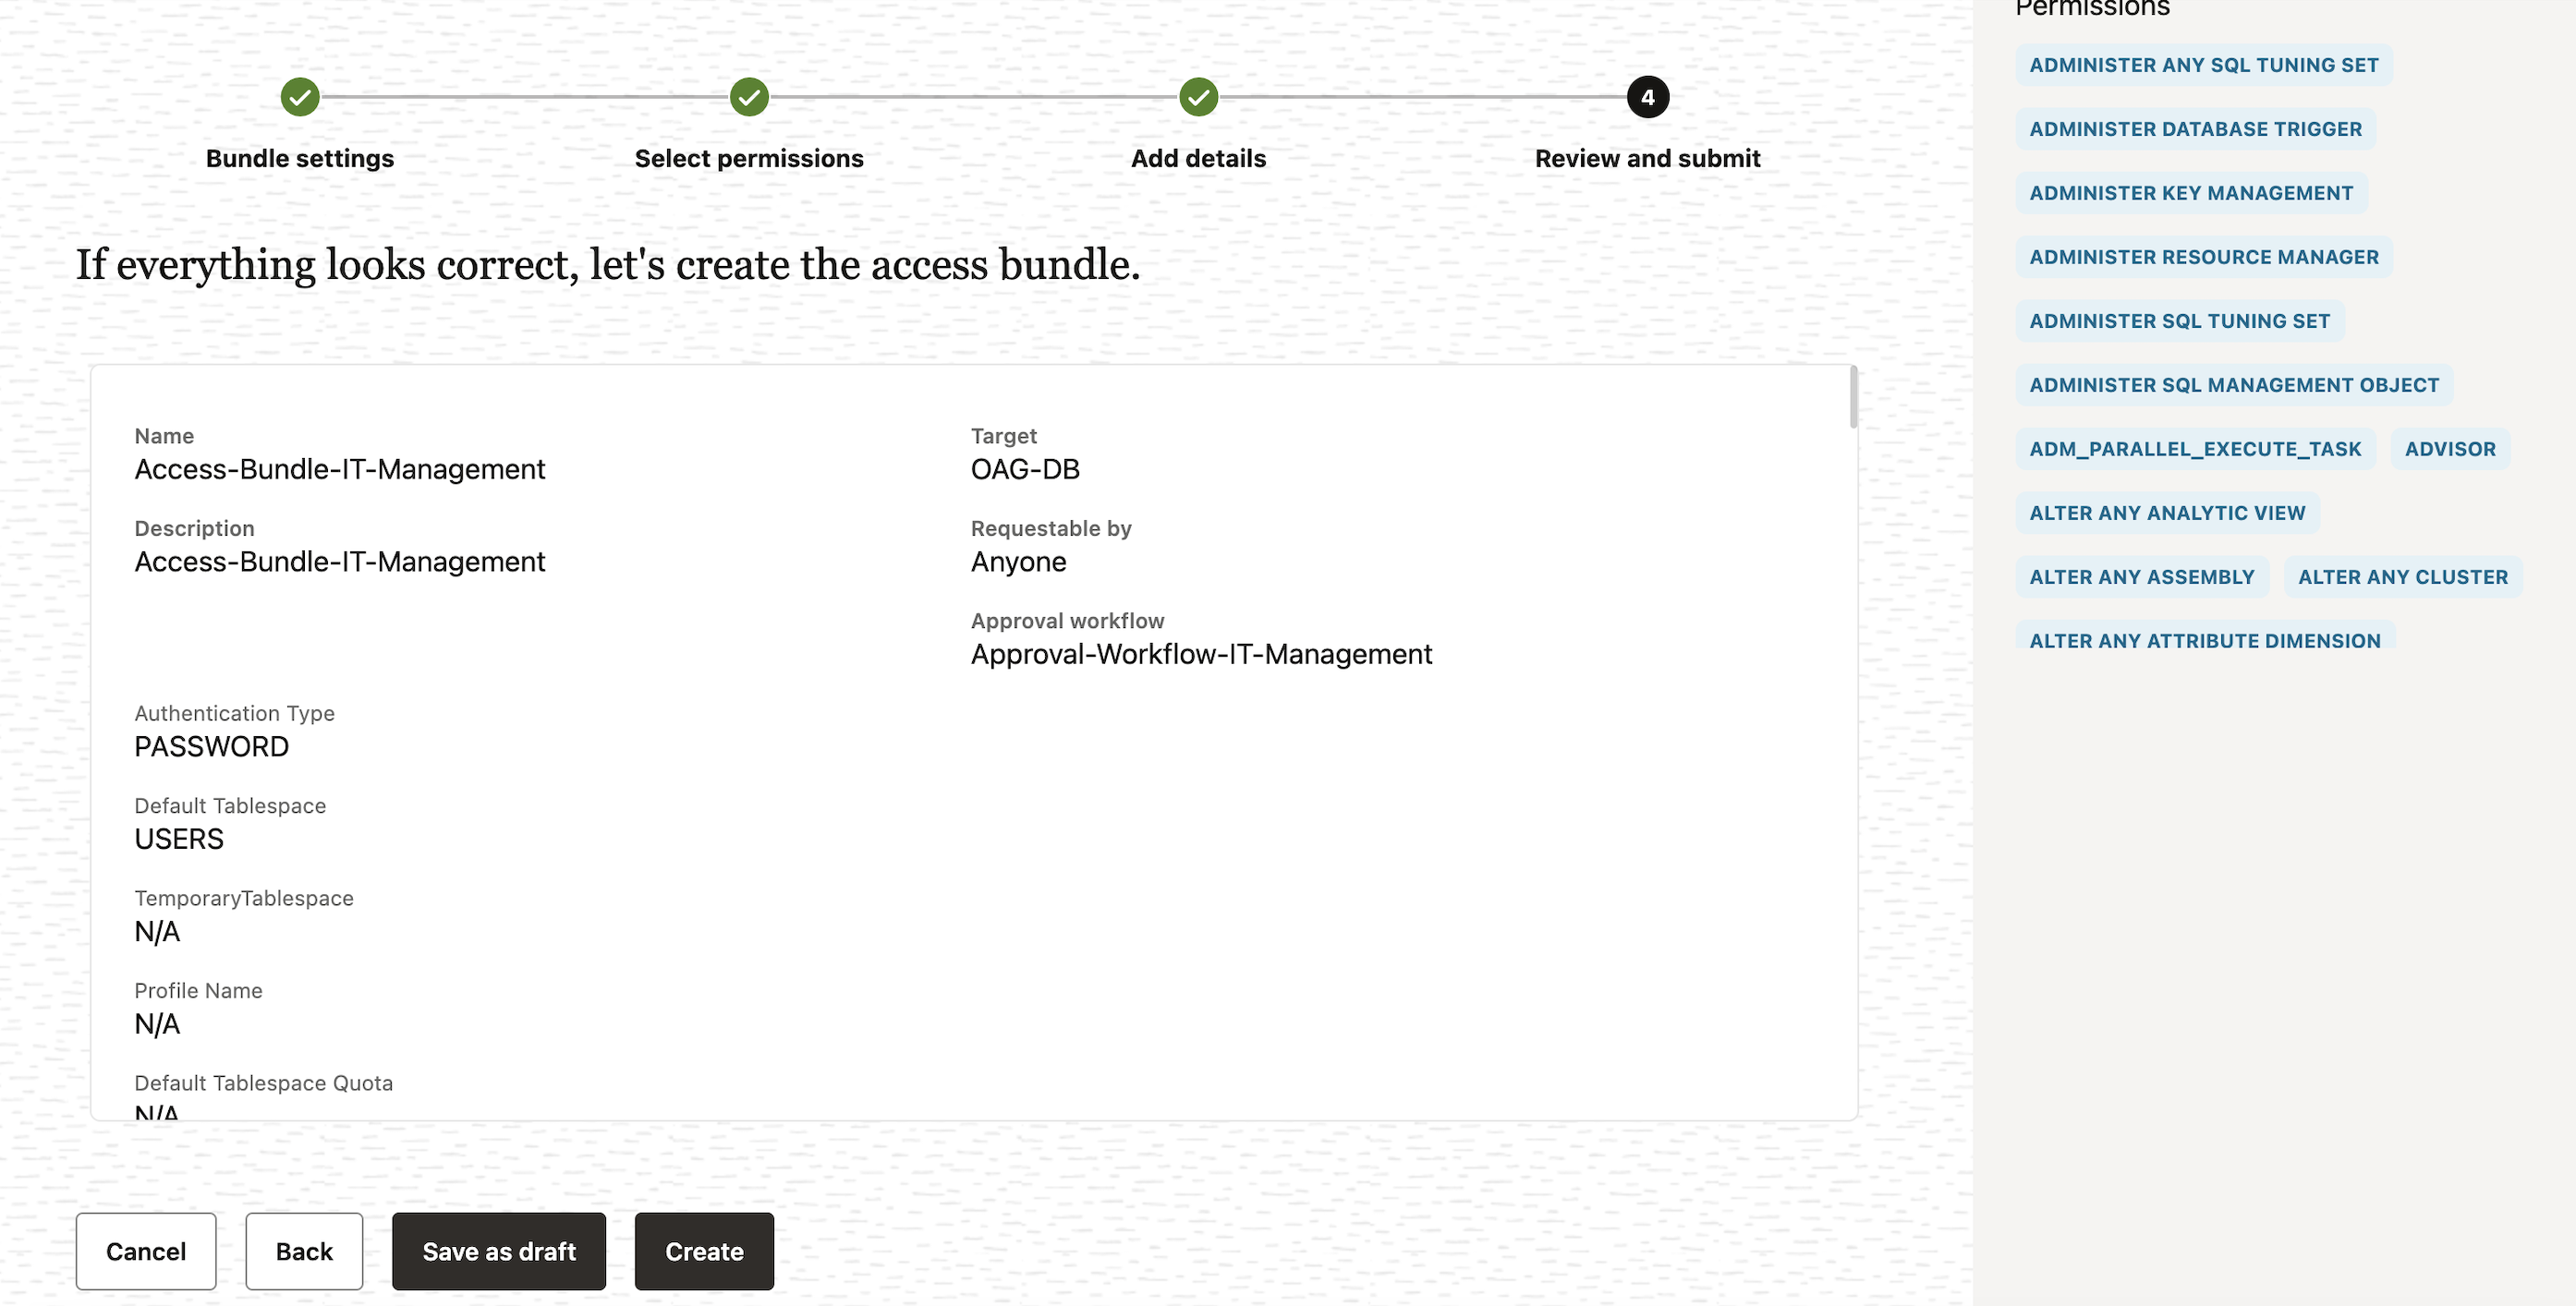 Bundle settings
Select permissions
Add details
4
Review and submit
If everything looks correct, let's create the access bundle.
Name
Access-Bundle-IT-Management
Description
Access-Bundle-IT-Management
Target
OAG-DB
Requestable by
Anyone
Approval workflow
Approval-Workflow-IT-Management
Authentication Type
PASSWORD
Default Tablespace
USERS
TemporaryTablespace
N/A
Profile Name
N/A
Default Tablespace Quota
N/A
Cancel
Back
Save as draft
Create
Permissions
ADMINISTER ANY SQL TUNING SET
ADMINISTER DATABASE TRIGGER
ADMINISTER KEY MANAGEMENT
ADMINISTER RESOURCE MANAGER
ADMINISTER SQL TUNING SET
ADMINISTER SQL MANAGEMENT OBJECT
ADM_PARALLEL_EXECUTE_TASK ADVISOR
ALTER ANY ANALYTIC VIEW
ALTER ANY ASSEMBLY ALTER ANY CLUSTER
ALTER ANY ATTRIBUTE DIMENSION